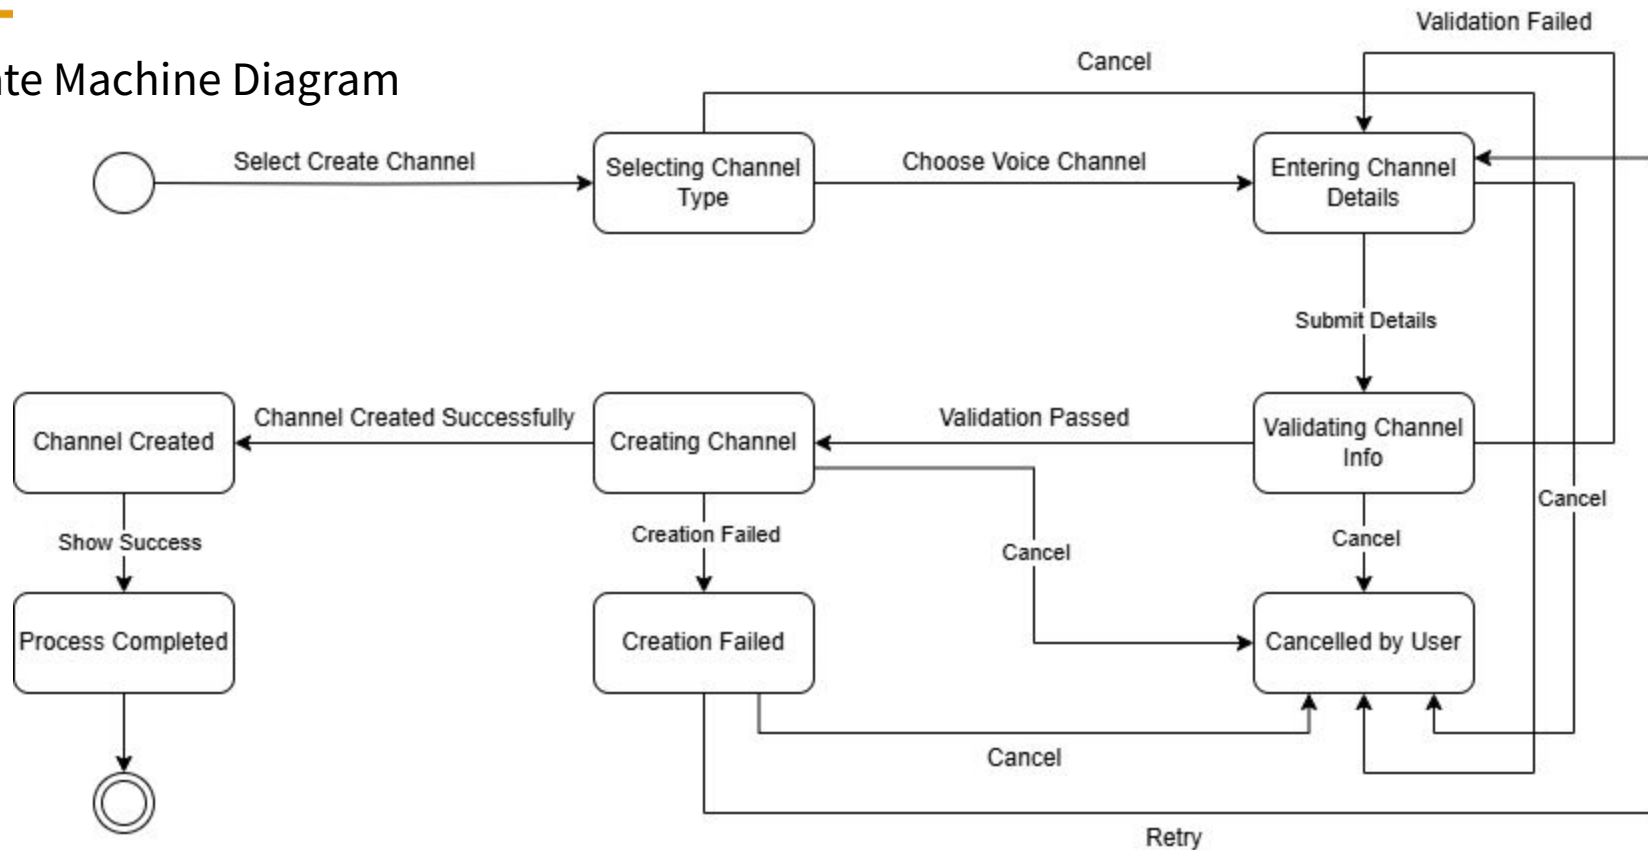 Validation Failed
Cancel
ate Machine Diagram
Select Create Channel
Selecting Channel
Type
Choose Voice Channel
Entering Channel
Details
Submit Details
Channel Created
Channel Created Successfully
Creating Channel
Validation Passed
Validating Channel
Info
Cancel
Show Success
Creation Failed
Cancel
Cancel
Process Completed
Creation Failed
Cancelled by User
Cancel
Retry